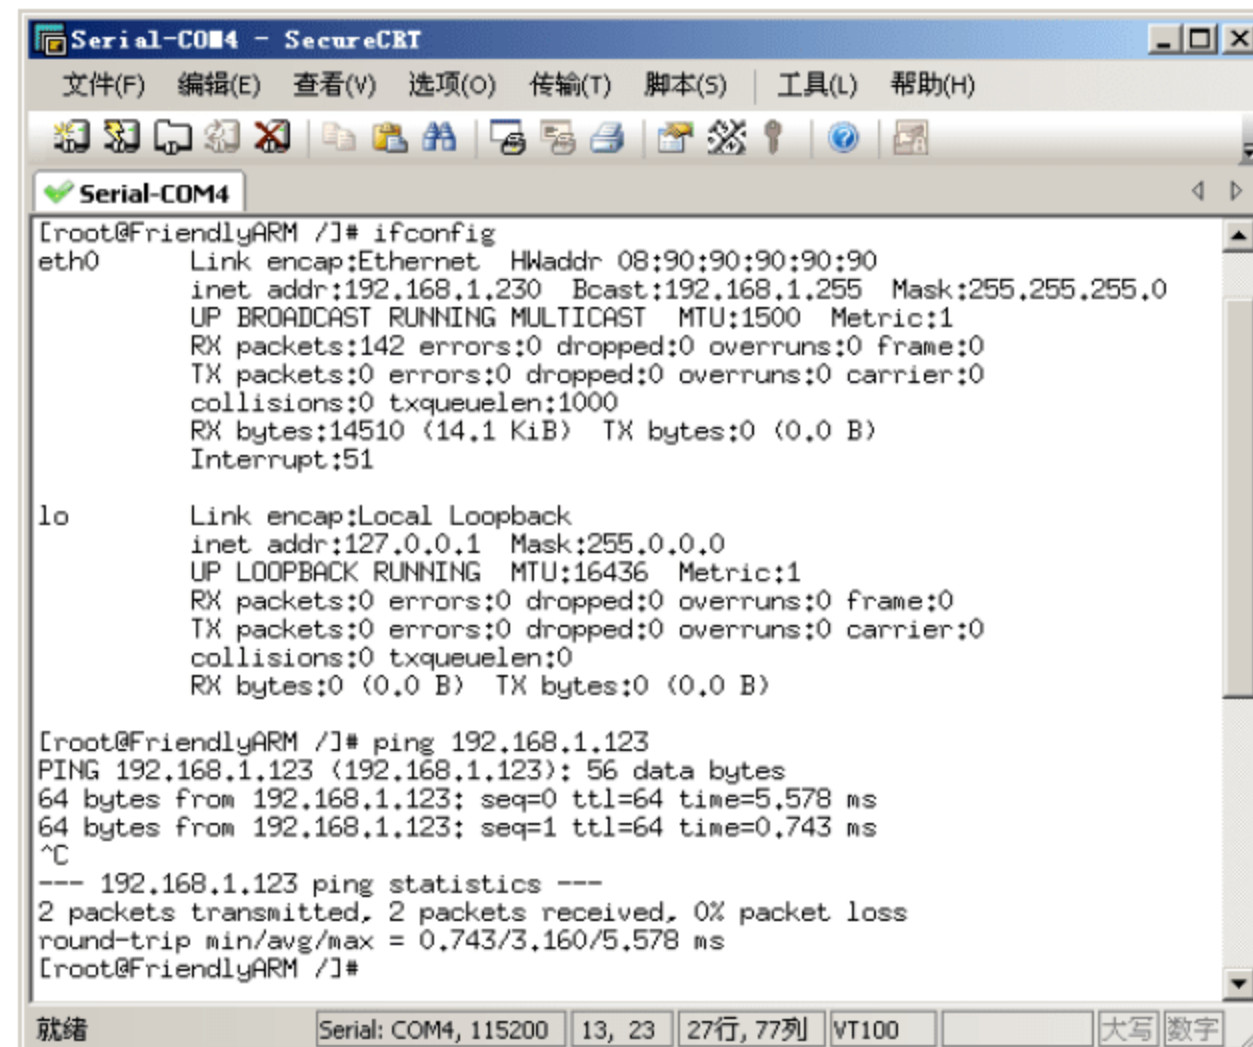 Serial-COM4 - SecureCRT
文件(F) 编辑(E) 查看(V) 选项(O) 传输(T) 脚本(S) 工具(L) 帮助(H)
Serial-COM4
[root@FriendlyARM /]# ifconfig
eth0      Link encap:Ethernet  HWaddr 08:90:90:90:90:90
          inet addr:192.168.1.230  Bcast:192.168.1.255  Mask:255.255.255.0
          UP BROADCAST RUNNING MULTICAST  MTU:1500  Metric:1
          RX packets:142 errors:0 dropped:0 overruns:0 frame:0
          TX packets:0 errors:0 dropped:0 overruns:0 carrier:0
          collisions:0 txqueuelen:1000
          RX bytes:14510 (14.1 KiB)  TX bytes:0 (0.0 B)
          Interrupt:51
lo        Link encap:Local Loopback
          inet addr:127.0.0.1  Mask:255.0.0.0
          UP LOOPBACK RUNNING  MTU:16436  Metric:1
          RX packets:0 errors:0 dropped:0 overruns:0 frame:0
          TX packets:0 errors:0 dropped:0 overruns:0 carrier:0
          collisions:0 txqueuelen:0
          RX bytes:0 (0.0 B)  TX bytes:0 (0.0 B)
[root@FriendlyARM /]# ping 192.168.1.123
PING 192.168.1.123 (192.168.1.123): 56 data bytes
64 bytes from 192.168.1.123: seq=0 ttl=64 time=5.578 ms
64 bytes from 192.168.1.123: seq=1 ttl=64 time=0.743 ms
^C
--- 192.168.1.123 ping statistics ---
2 packets transmitted, 2 packets received, 0% packet loss
round-trip min/avg/max = 0.743/3.160/5.578 ms
[root@FriendlyARM /]#
就绪 Serial: COM4, 115200 13, 23 27行, 77列 VT100 大写 数字